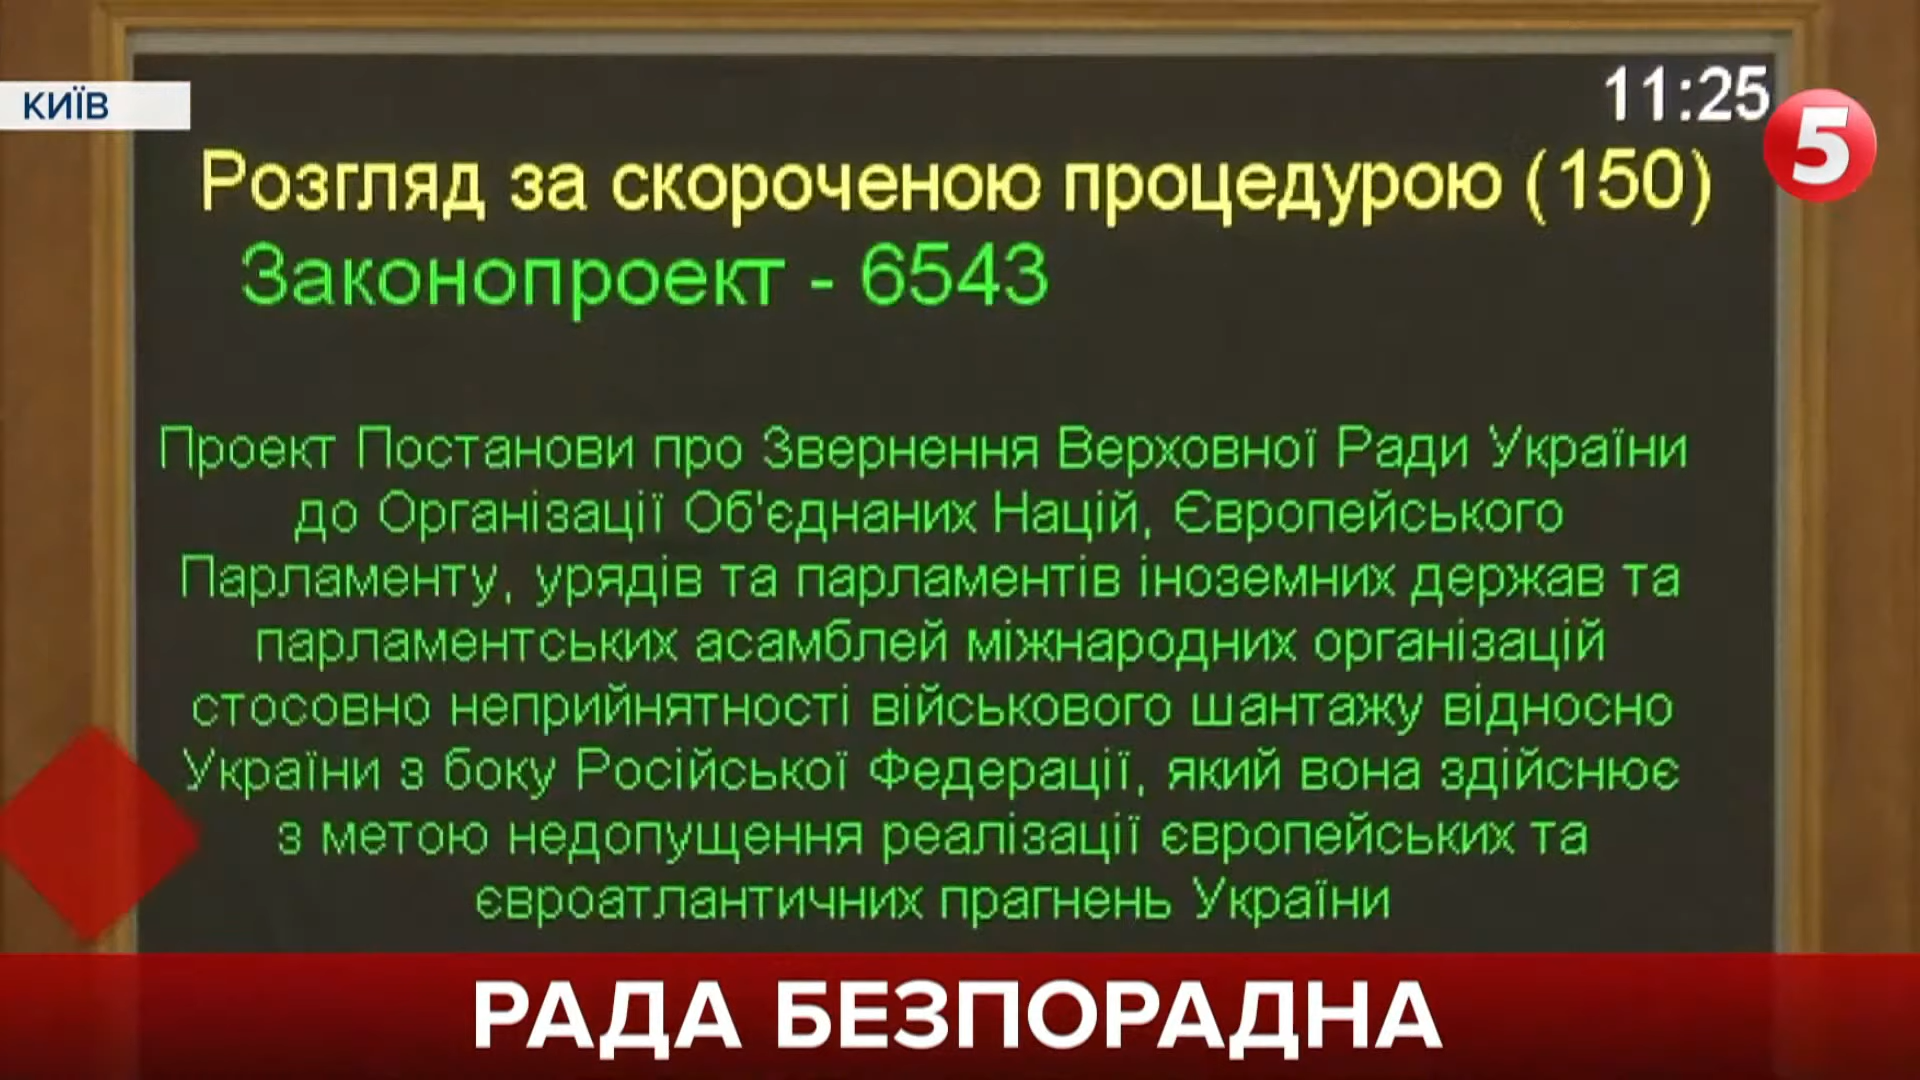 КИЇВ
11:25
5
Розгляд за скороченою процедурою (150)
Законопроект - 6543
Проект Постанови про Звернення Верховної Ради України
до Організації Об'єднаних Націй, Європейського
Парламенту, урядів та парламентів іноземних держав та
парламентських асамблей міжнародних організацій
стосовно неприйнятності військового шантажу відносно
України з боку Російської Федерації, який вона здійснює
з метою недопущення реалізації європейських та
євроатлантичних прагнень України
РАДА БЕЗПОРАДНА